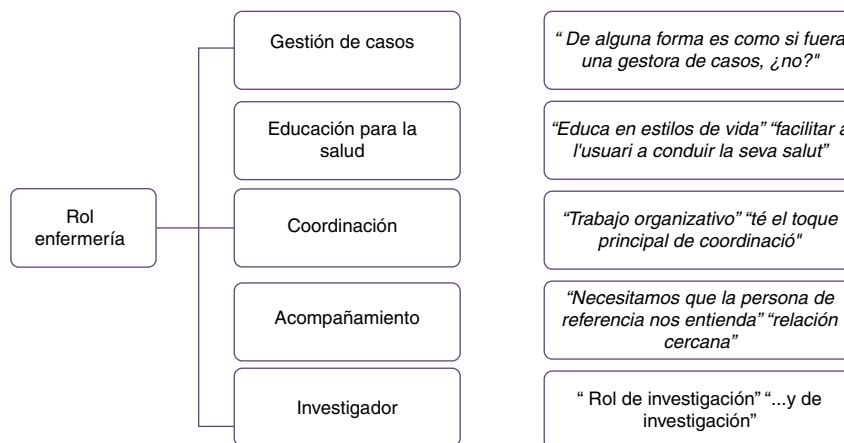 Gestión de casos
“ De alguna forma es como si fuera
una gestora de casos, ¿no?"
Educación para la
salud
“Educa en estilos de vida” “facilitar a
l'usuari a conduir la seva salut”
Rol
enfermería
Coordinación
“Trabajo organizativo” “té el toque
principal de coordinació"
Acompañamiento
“Necesitamos que la persona de
referencia nos entienda” “relación
cercana”
Investigador
“ Rol de investigación” “...y de
investigación”